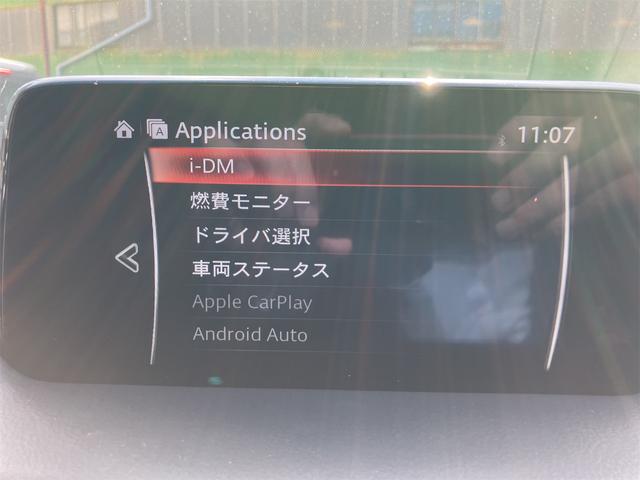 A Applications 11:07
i-DM
燃費モニター
ドライバ選択
車両ステータス
Apple CarPlay
Android Auto